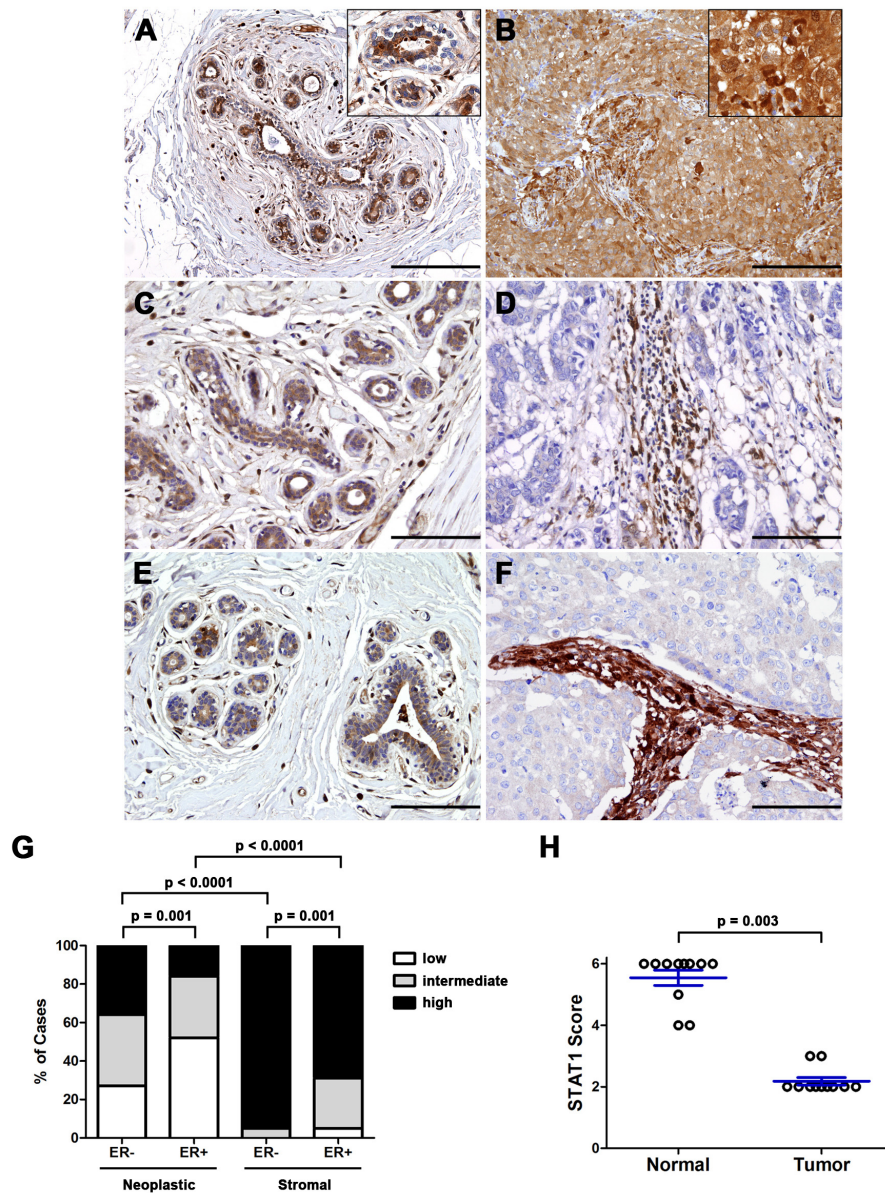 A
B
C
D
E
F
G
H
p < 0.0001
p < 0.0001
p = 0.001
p = 0.001
100
80
60
40
20
0
% of Cases
ER-
ER+
ER-
ER+
Neoplastic
Stromal
low
intermediate
high
p = 0.003
6
4
2
0
STAT1 Score
Normal
Tumor